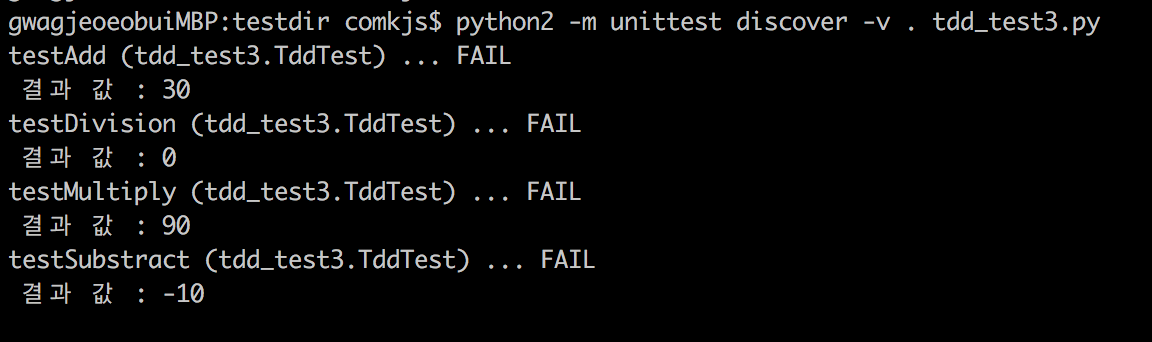 gwagjeoeobuiMBP:testdir comkjs$ python2 -m unittest discover -v . tdd_test3.py
testAdd (tdd_test3.TddTest) ... FAIL
결과 값 : 30
testDivision (tdd_test3.TddTest) ... FAIL
결과 값 : 0
testMultiply (tdd_test3.TddTest) ... FAIL
결과 값 : 90
testSubstract (tdd_test3.TddTest) ... FAIL
결과 값 : -10